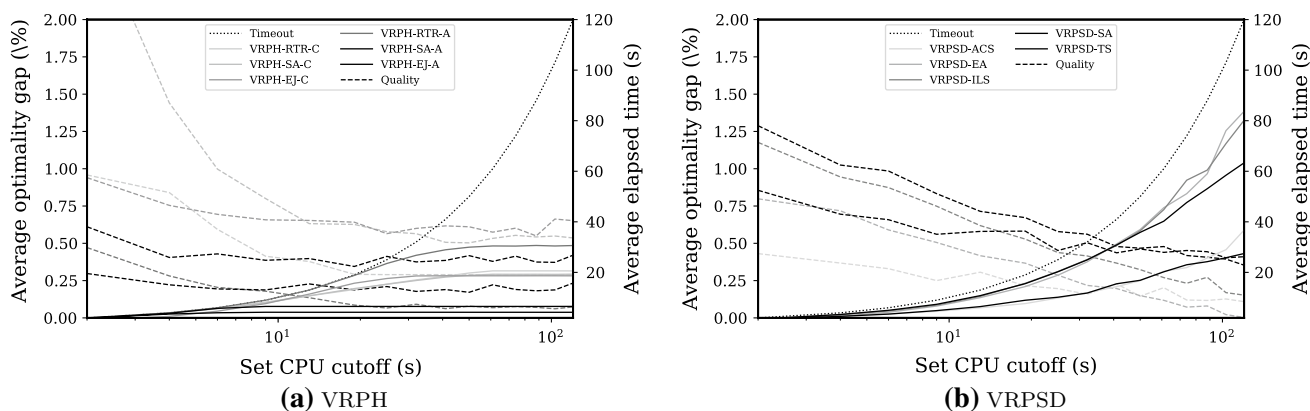 2.00
1.75
1.50
1.25
1.00
0.75
0.50
0.25
0.00
Average optimality gap (\%)
Timeout
VRPH-RTR-C
VRPH-SA-C
VRPH-EJ-C
VRPH-RTR-A
VRPH-SA-A
VRPH-EJ-A
Quality
120
100
80
60
40
20
Average elapsed time (s)
10¹
10²
Set CPU cutoff (s)
(a) VRPH
2.00
1.75
1.50
1.25
1.00
0.75
0.50
0.25
0.00
Average optimality gap (\%)
Timeout
VRPSD-ACS
VRPSD-EA
VRPSD-ILS
VRPSD-SA
VRPSD-TS
Quality
120
100
80
60
40
20
Average elapsed time (s)
10¹
10²
Set CPU cutoff (s)
(b) VRPSD